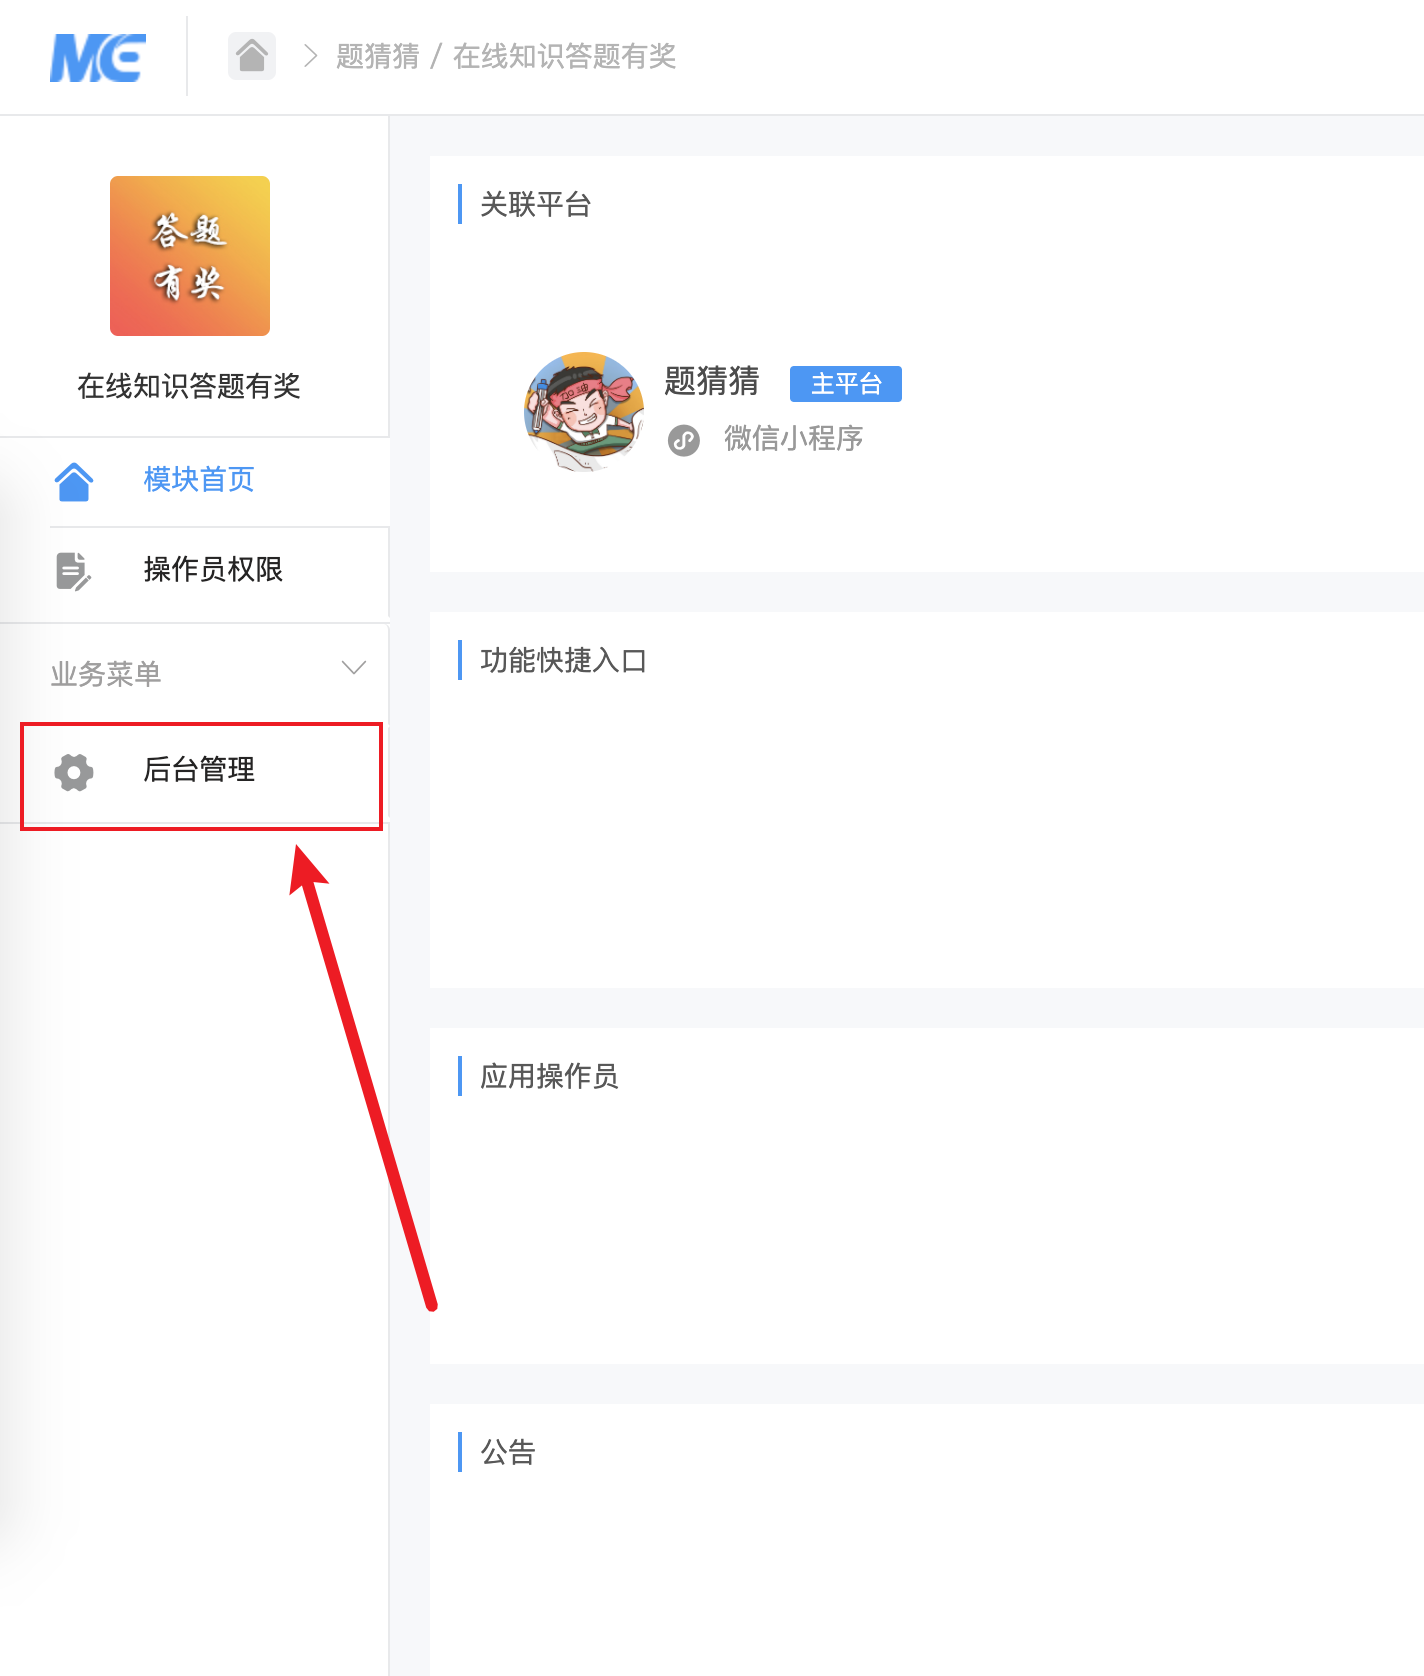 ME
题猜猜 / 在线知识答题有奖
答题
有奖
在线知识答题有奖
模块首页
操作员权限
业务菜单
后台管理
关联平台
加油
题猜猜
主平台
微信小程序
功能快捷入口
应用操作员
公告